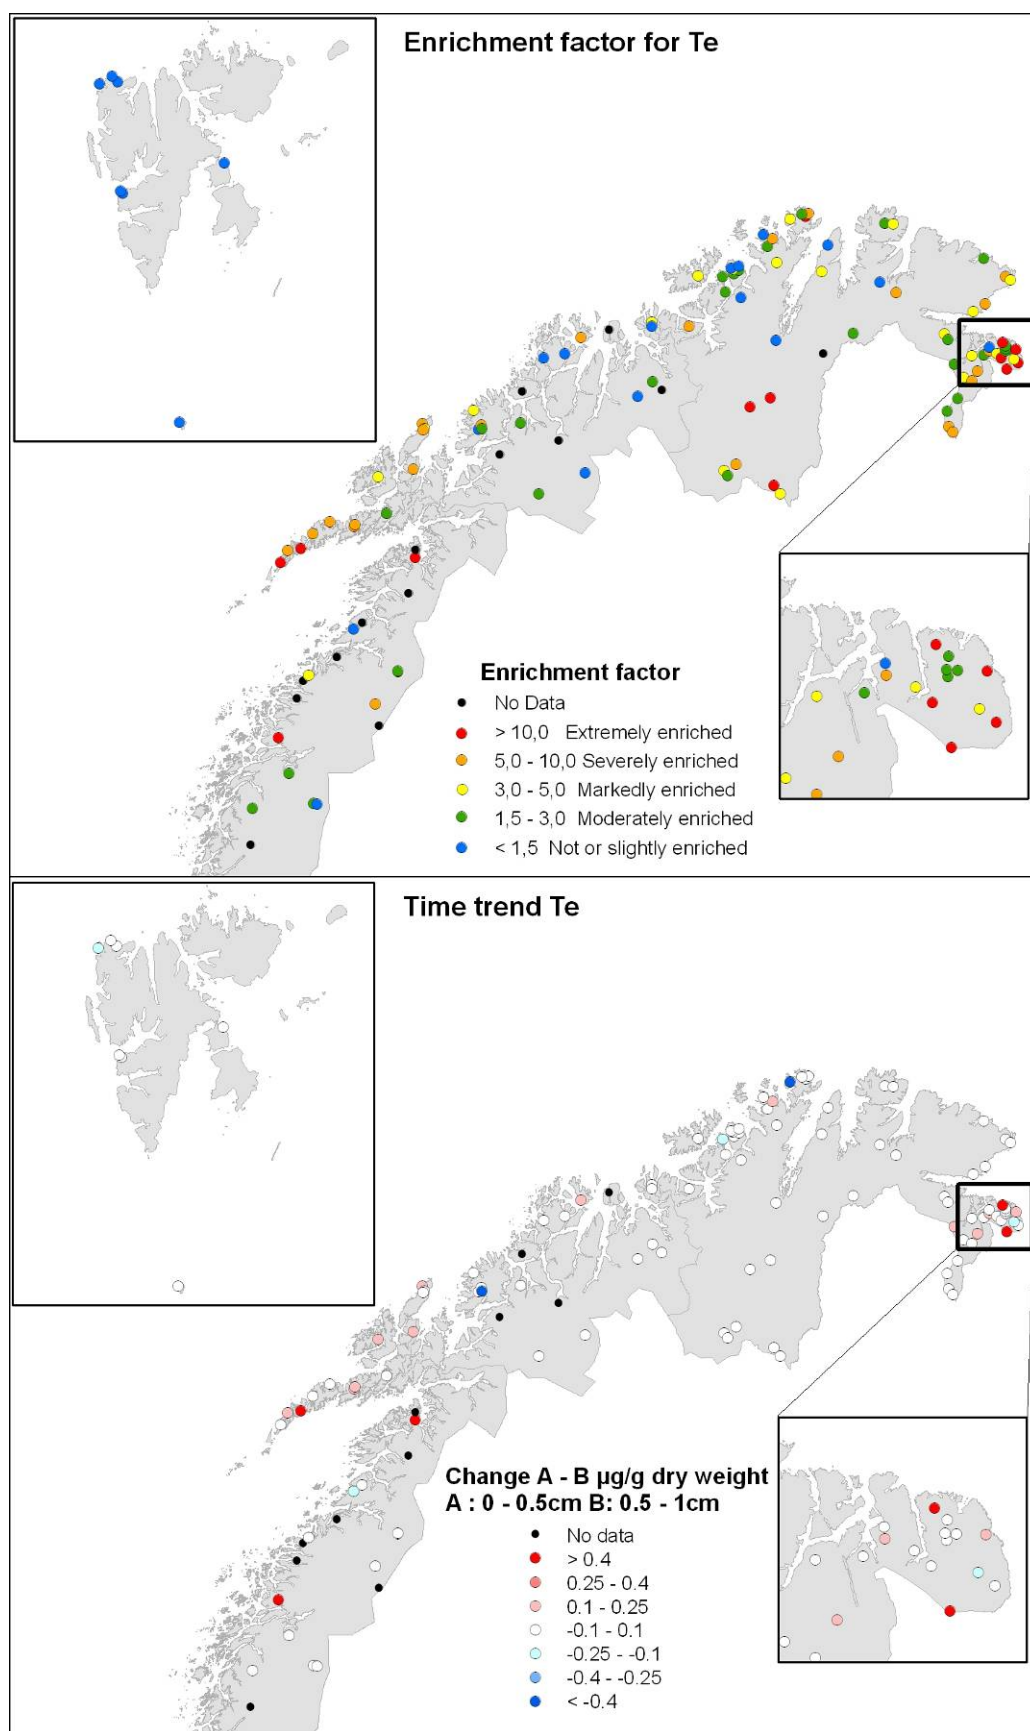 Enrichment factor for Te
Enrichment factor
No Data
> 10,0 Extremely enriched
5,0 - 10,0 Severely enriched
3,0 - 5,0 Markedly enriched
1,5 - 3,0 Moderately enriched
< 1,5 Not or slightly enriched
Time trend Te
Change A - B µg/g dry weight
A : 0 - 0.5cm B: 0.5 - 1cm
No data
> 0.4
0.25 - 0.4
0.1 - 0.25
-0.1 - 0.1
-0.25 - -0.1
-0.4 - -0.25
< -0.4